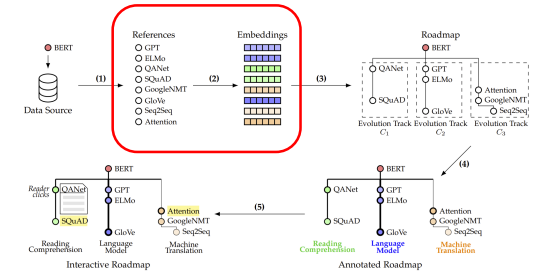 References
Embeddings
Roadmap
BERT
Data Source
(1)
GPT
ELMo
QANet
SQuAD
GoogleNMT
GloVe
Seq2Seq
Attention
(2)
(3)
BERT
QANet
GPT
ELMo
Attention
SQuAD
GoogleNMT
GloVe
Seq2Seq
Evolution Track
C1
Evolution Track
C2
Evolution Track
C3
(4)
BERT
Reader
clicks
QANet
GPT
ELMo
Attention
SQuAD
GoogleNMT
GloVe
Seq2Seq
Reading
Comprehension
Language
Model
Machine
Translation
Interactive Roadmap
(5)
BERT
QANet
GPT
ELMo
Attention
SQuAD
GoogleNMT
GloVe
Seq2Seq
Reading
Comprehension
Language
Model
Machine
Translation
Annotated Roadmap